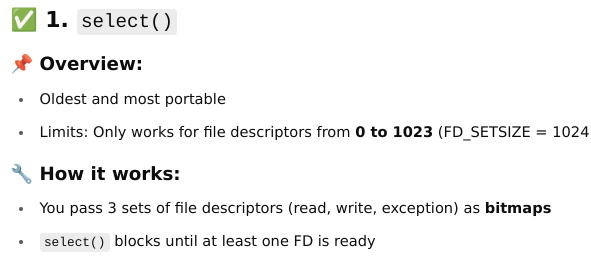 ✅ 1. select()
📌 Overview:
• Oldest and most portable
• Limits: Only works for file descriptors from 0 to 1023 (FD_SETSIZE = 1024
🔧 How it works:
• You pass 3 sets of file descriptors (read, write, exception) as bitmaps
• select() blocks until at least one FD is ready